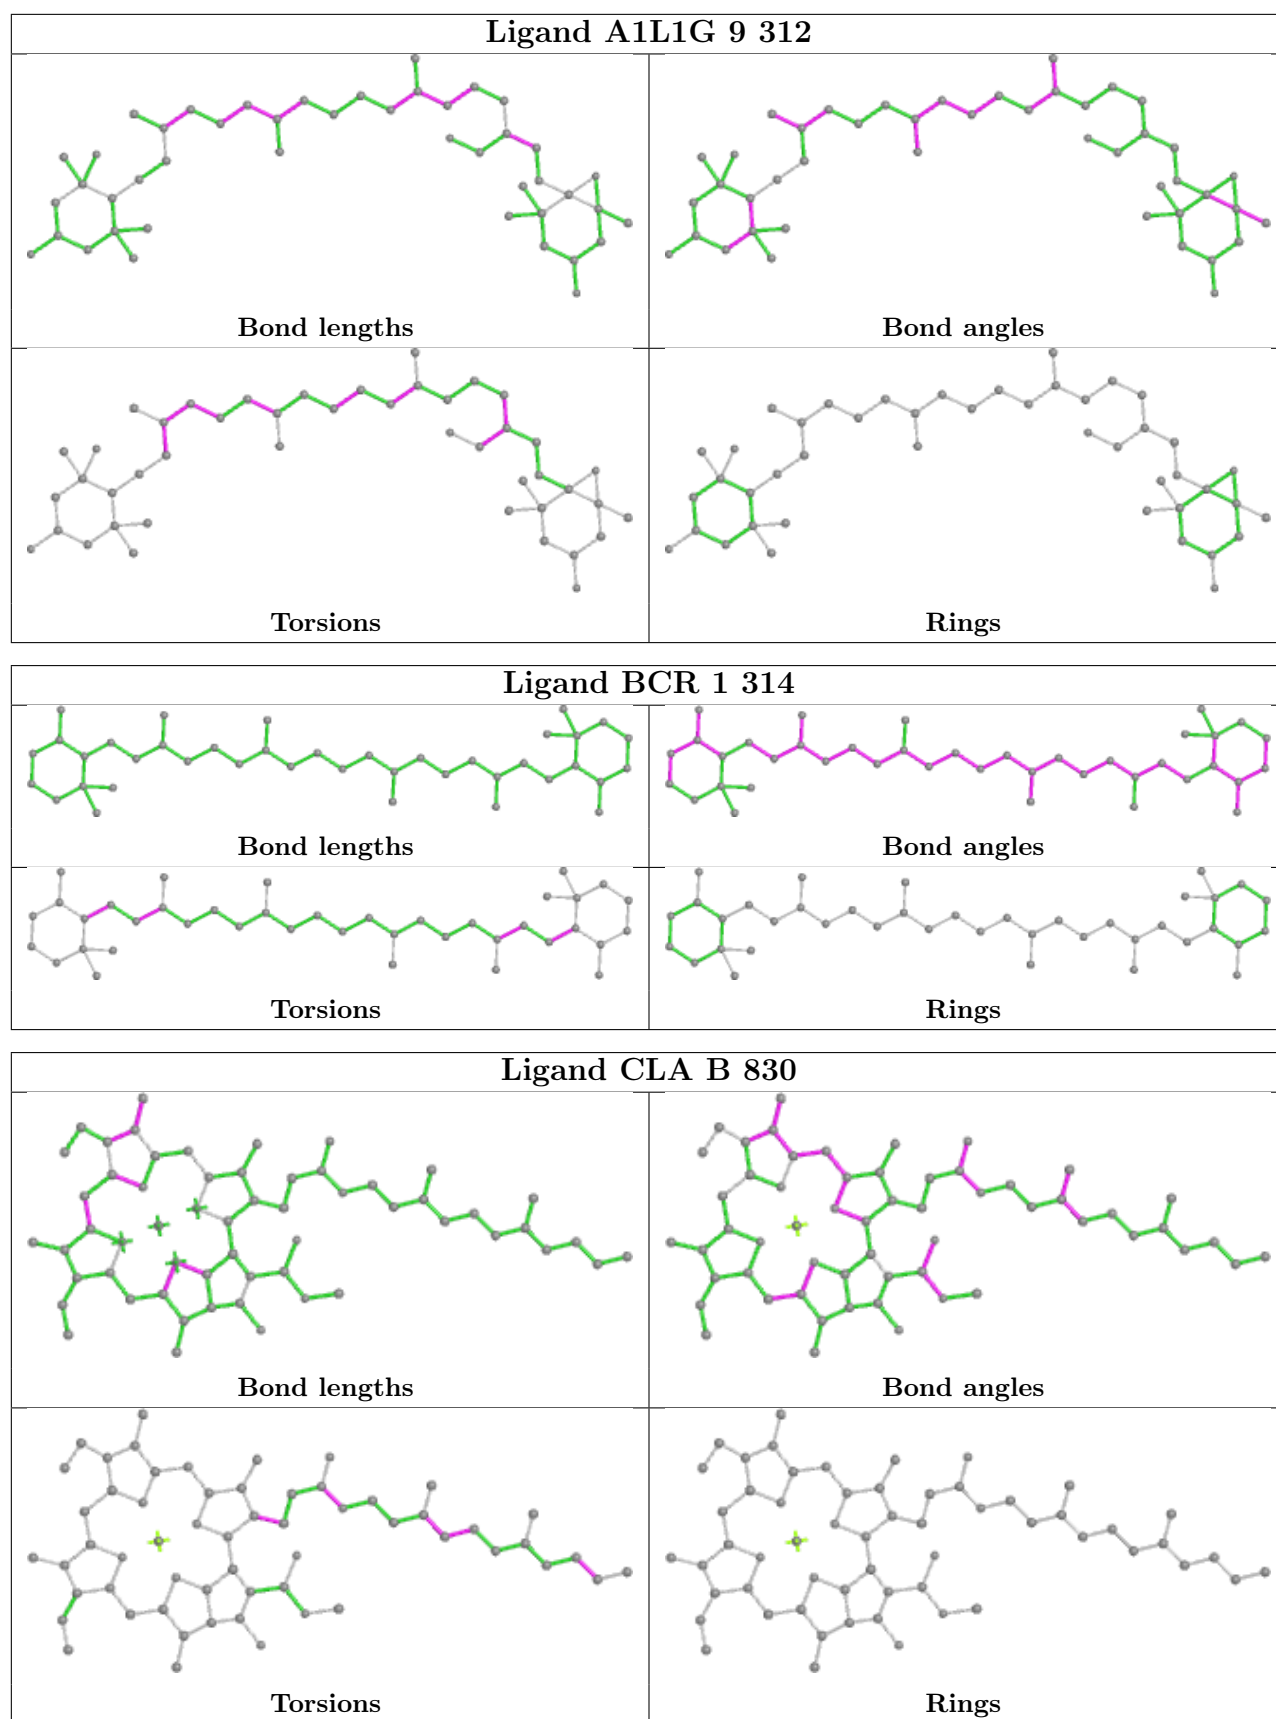 Ligand A1L1G 9 312
Bond lengths
Bond angles
Torsions
Rings
Ligand BCR 1 314
Bond lengths
Bond angles
Torsions
Rings
Ligand CLA B 830
Bond lengths
Bond angles
Torsions
Rings